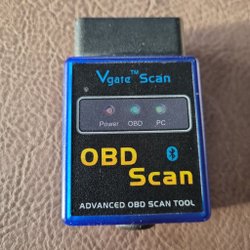 Vgate™ Scan
Power OBD PC
OBD
Scan
ADVANCED OBD SCAN TOOL